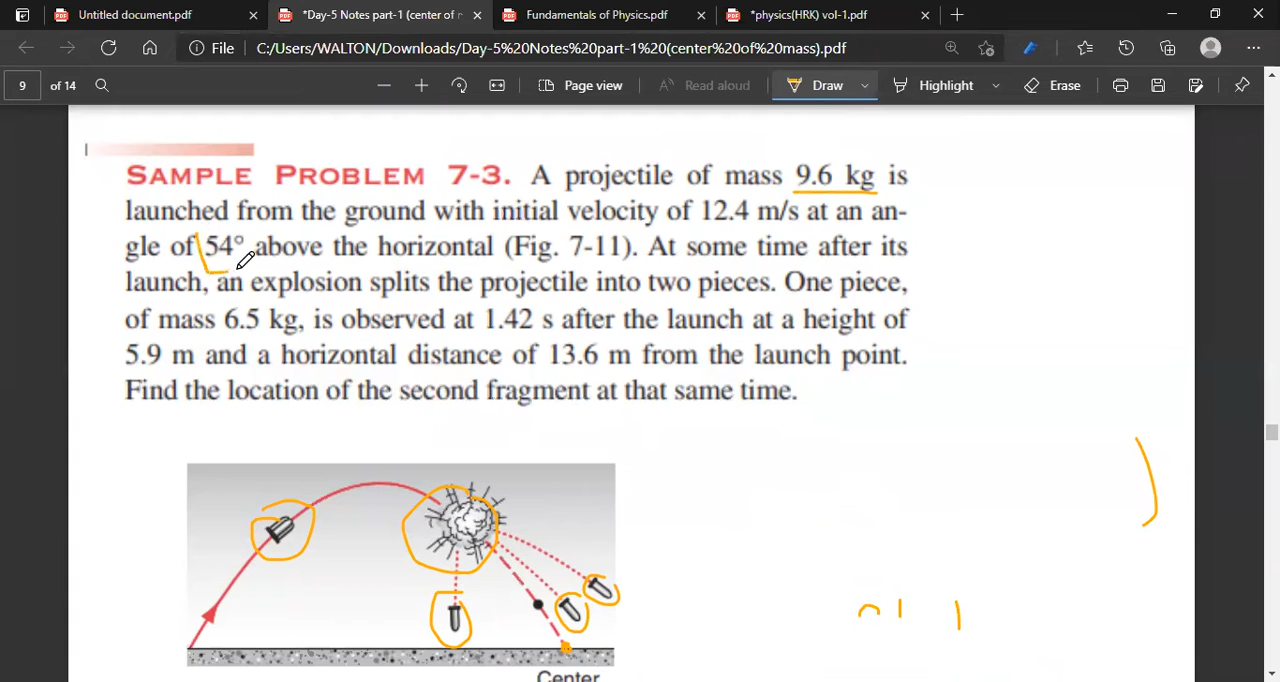 Untitled document.pdf
*Day-5 Notes part-1 (center of n
Fundamentals of Physics.pdf
*physics(HRK) vol-1.pdf
File
C:/Users/WALTON/Downloads/Day-5%20Notes%20part-1%20(center%20of%20mass).pdf
9 of 14
Page view
Read aloud
Draw
Highlight
Erase
SAMPLE PROBLEM 7-3. A projectile of mass 9.6 kg is
launched from the ground with initial velocity of 12.4 m/s at an an-
gle of 54° above the horizontal (Fig. 7-11). At some time after its
launch, an explosion splits the projectile into two pieces. One piece,
of mass 6.5 kg, is observed at 1.42 s after the launch at a height of
5.9 m and a horizontal distance of 13.6 m from the launch point.
Find the location of the second fragment at that same time.
Center